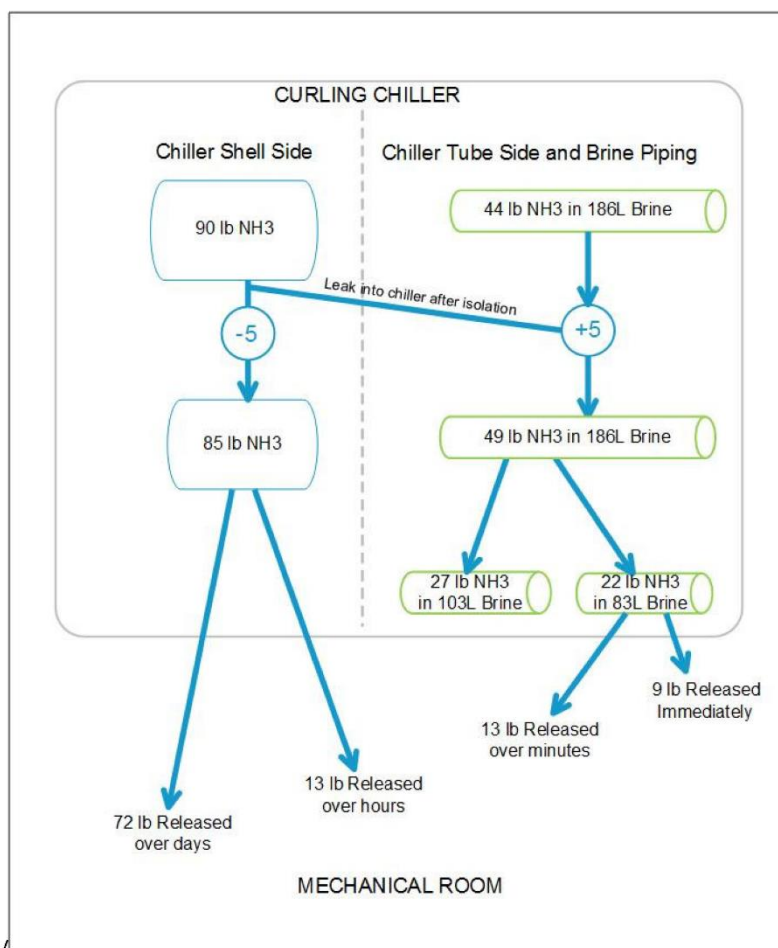 CURLING CHILLER
Chiller Shell Side
Chiller Tube Side and Brine Piping
90 lb NH3
44 lb NH3 in 186L Brine
Leak into chiller after isolation
-5
+5
85 lb NH3
49 lb NH3 in 186L Brine
27 lb NH3
in 103L Brine
22 lb NH3
in 83L Brine
9 lb Released
Immediately
13 lb Released
over minutes
13 lb Released
over hours
72 lb Released
over days
MECHANICAL ROOM
/